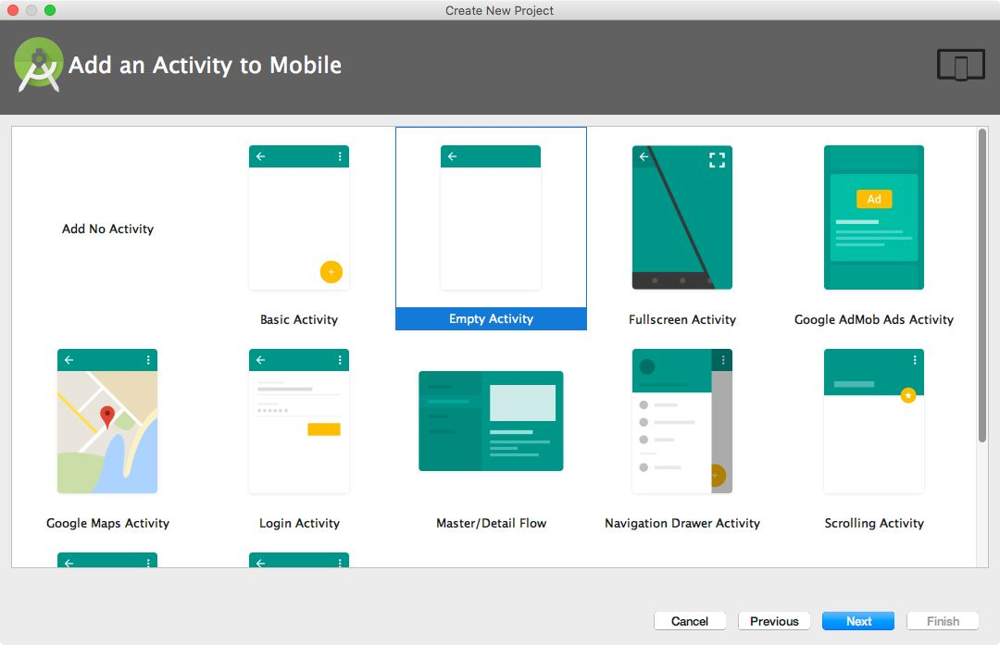 Create New Project
Add an Activity to Mobile
Ad
Add No Activity
Basic Activity
Empty Activity
Fullscreen Activity
Google AdMob Ads Activity
Google Maps Activity
Login Activity
Master/Detail Flow
Navigation Drawer Activity
Scrolling Activity
Cancel
Previous
Next
Finish